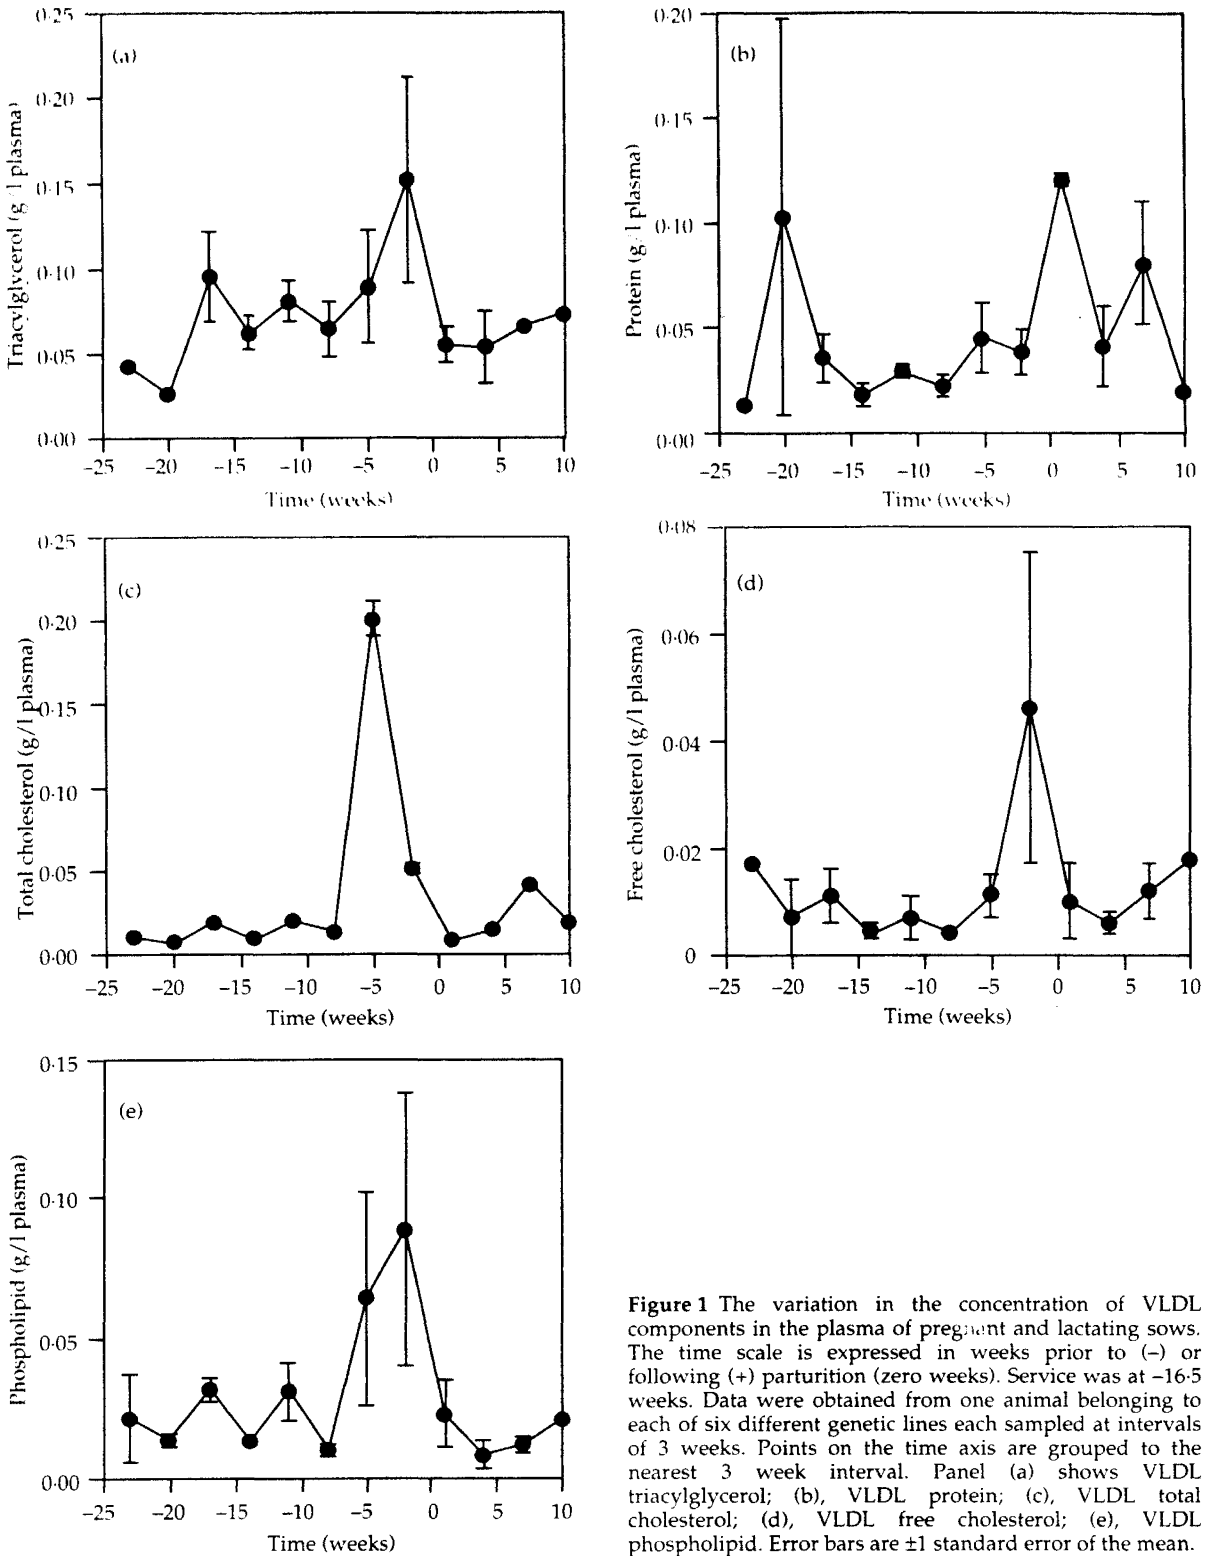 (a)
0·25
0·20
0·15
0·10
0·05
0·00
Triacylglycerol (g/l plasma)
−25 −20 −15 −10 −5 0 5 10
Time (weeks)
(b)
0·20
0·15
0·10
0·05
0·00
Protein (g/l plasma)
−25 −20 −15 −10 −5 0 5 10
Time (weeks)
(c)
0·25
0·20
0·15
0·10
0·05
0·00
Total cholesterol (g/l plasma)
−25 −20 −15 −10 −5 0 5 10
Time (weeks)
(d)
0·08
0·06
0·04
0·02
0
Free cholesterol (g/l plasma)
−25 −20 −15 −10 −5 0 5 10
Time (weeks)
(e)
0·15
0·10
0·05
0·00
Phospholipid (g/l plasma)
−25 −20 −15 −10 −5 0 5 10
Time (weeks)
Figure 1 The variation in the concentration of VLDL
components in the plasma of pregnant and lactating sows.
The time scale is expressed in weeks prior to (−) or
following (+) parturition (zero weeks). Service was at −16·5
weeks. Data were obtained from one animal belonging to
each of six different genetic lines each sampled at intervals
of 3 weeks. Points on the time axis are grouped to the
nearest 3 week interval. Panel (a) shows VLDL
triacylglycerol; (b), VLDL protein; (c), VLDL total
cholesterol; (d), VLDL free cholesterol; (e), VLDL
phospholipid. Error bars are ±1 standard error of the mean.